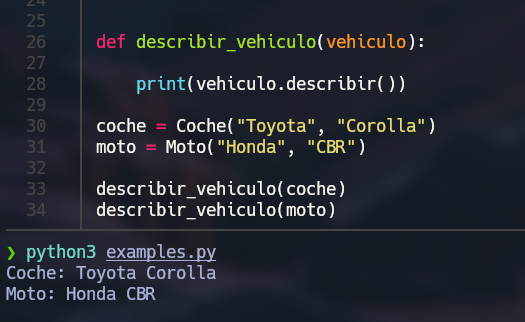 24
25
26 def describir_vehiculo(vehiculo):
27
28 print(vehiculo.describir())
29
30 coche = Coche("Toyota", "Corolla")
31 moto = Moto("Honda", "CBR")
32
33 describir_vehiculo(coche)
34 describir_vehiculo(moto)
❯ python3 examples.py
Coche: Toyota Corolla
Moto: Honda CBR